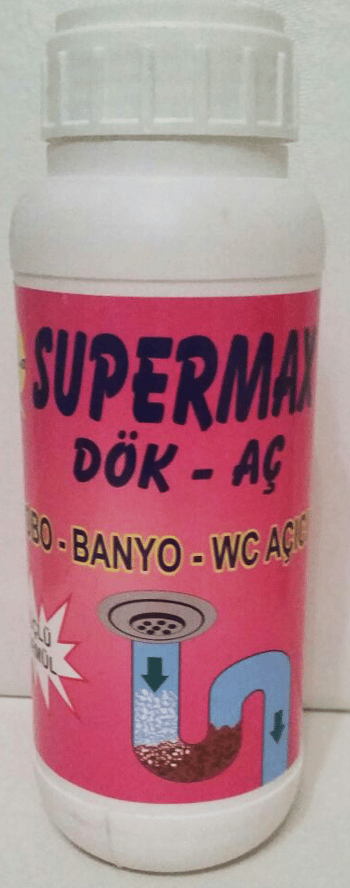 SUPERMAX
DÖK - AÇ
- BANYO - WC